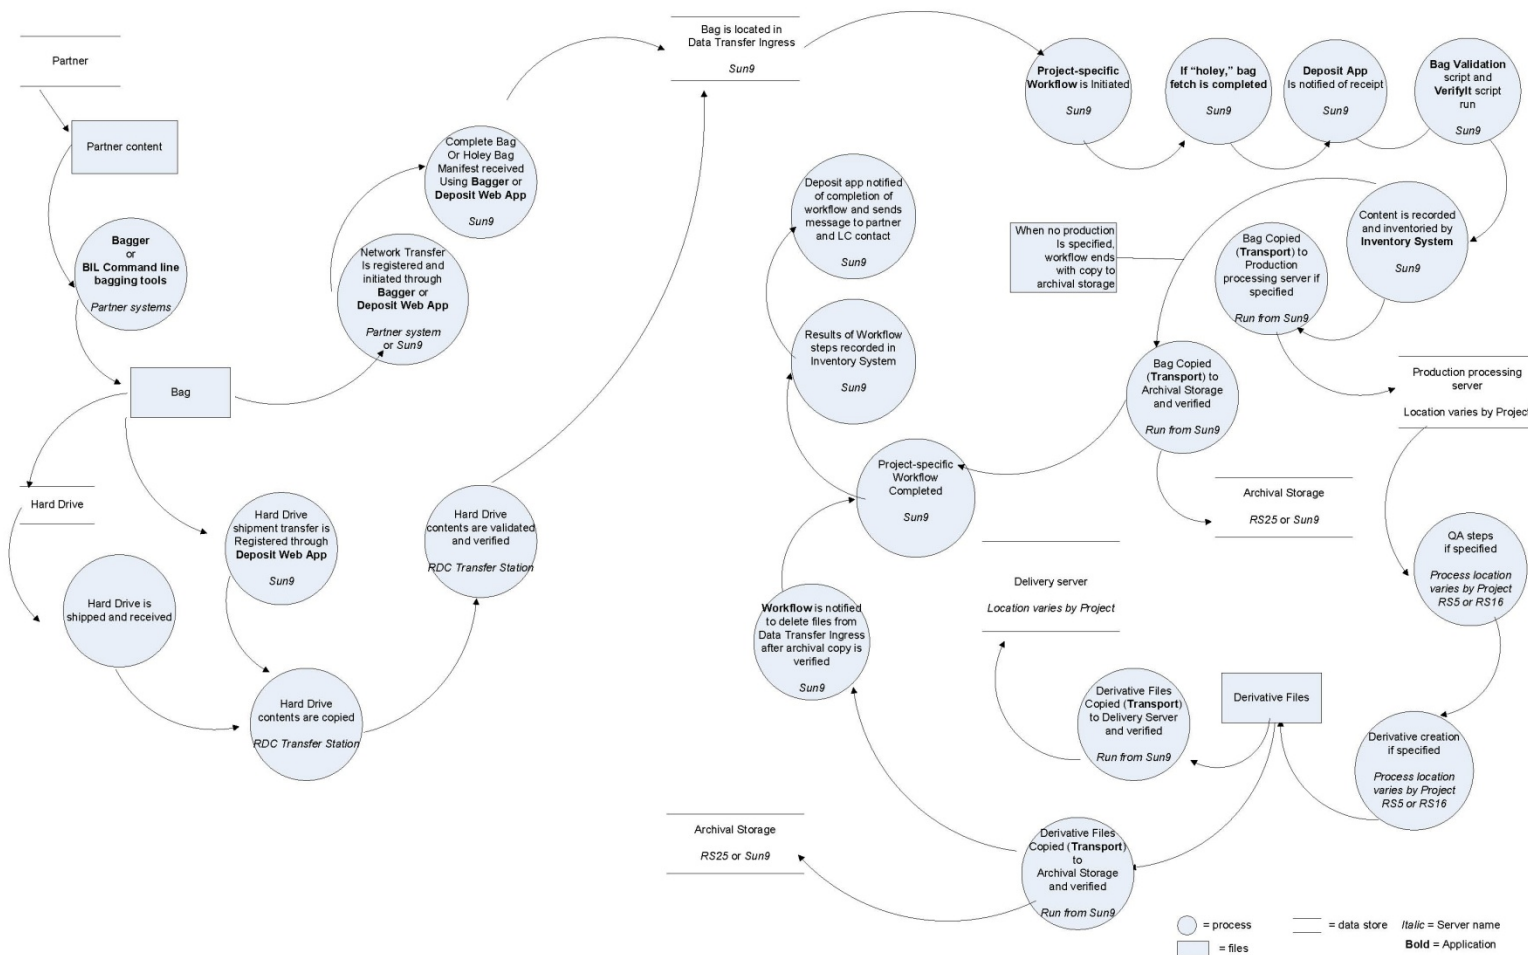 Partner
Partner content
Bagger
or
BIL Command line
bagging tools
Partner systems
Bag
Hard Drive
Hard Drive is
shipped and received
Hard Drive
shipment transfer is
Registered through
Deposit Web App
Sun9
Hard Drive
contents are copied
RDC Transfer Station
Hard Drive
contents are validated
and verified
RDC Transfer Station
Network Transfer
Is registered and
initiated through
Bagger or
Deposit Web App
Partner system
or Sun9
Complete Bag
Or Holey Bag
Manifest received
Using Bagger or
Deposit Web App
Sun9
Bag is located in
Data Transfer Ingress
Sun9
Project-specific
Workflow is Initiated
Sun9
If “holey,” bag
fetch is completed
Sun9
Deposit App
Is notified of receipt
Sun9
Bag Validation
script and
VerifyIt script
run
Sun9
Content is recorded
and inventoried by
Inventory System
Sun9
Bag Copied
(Transport) to
Production
processing server if
specified
Run from Sun9
When no production
Is specified,
workflow ends
with copy to
archival storage
Bag Copied
(Transport) to
Archival Storage
and verified
Run from Sun9
Production processing
server
Location varies by Project
Archival Storage
RS25 or Sun9
QA steps
if specified
Process location
varies by Project
RS5 or RS16
Derivative creation
if specified
Process location
varies by Project
RS5 or RS16
Derivative Files
Derivative Files
Copied (Transport)
to Delivery Server
and verified
Run from Sun9
Delivery server
Location varies by Project
Derivative Files
Copied (Transport)
to
Archival Storage
and verified
Run from Sun9
Archival Storage
RS25 or Sun9
Workflow is notified
to delete files from
Data Transfer Ingress
after archival copy is
verified
Sun9
Project-specific
Workflow
Completed
Sun9
Results of Workflow
steps recorded in
Inventory System
Sun9
Deposit app notified
of completion of
workflow and sends
message to partner
and LC contact
Sun9
= process
= data store
Italic = Server name
= files
Bold = Application